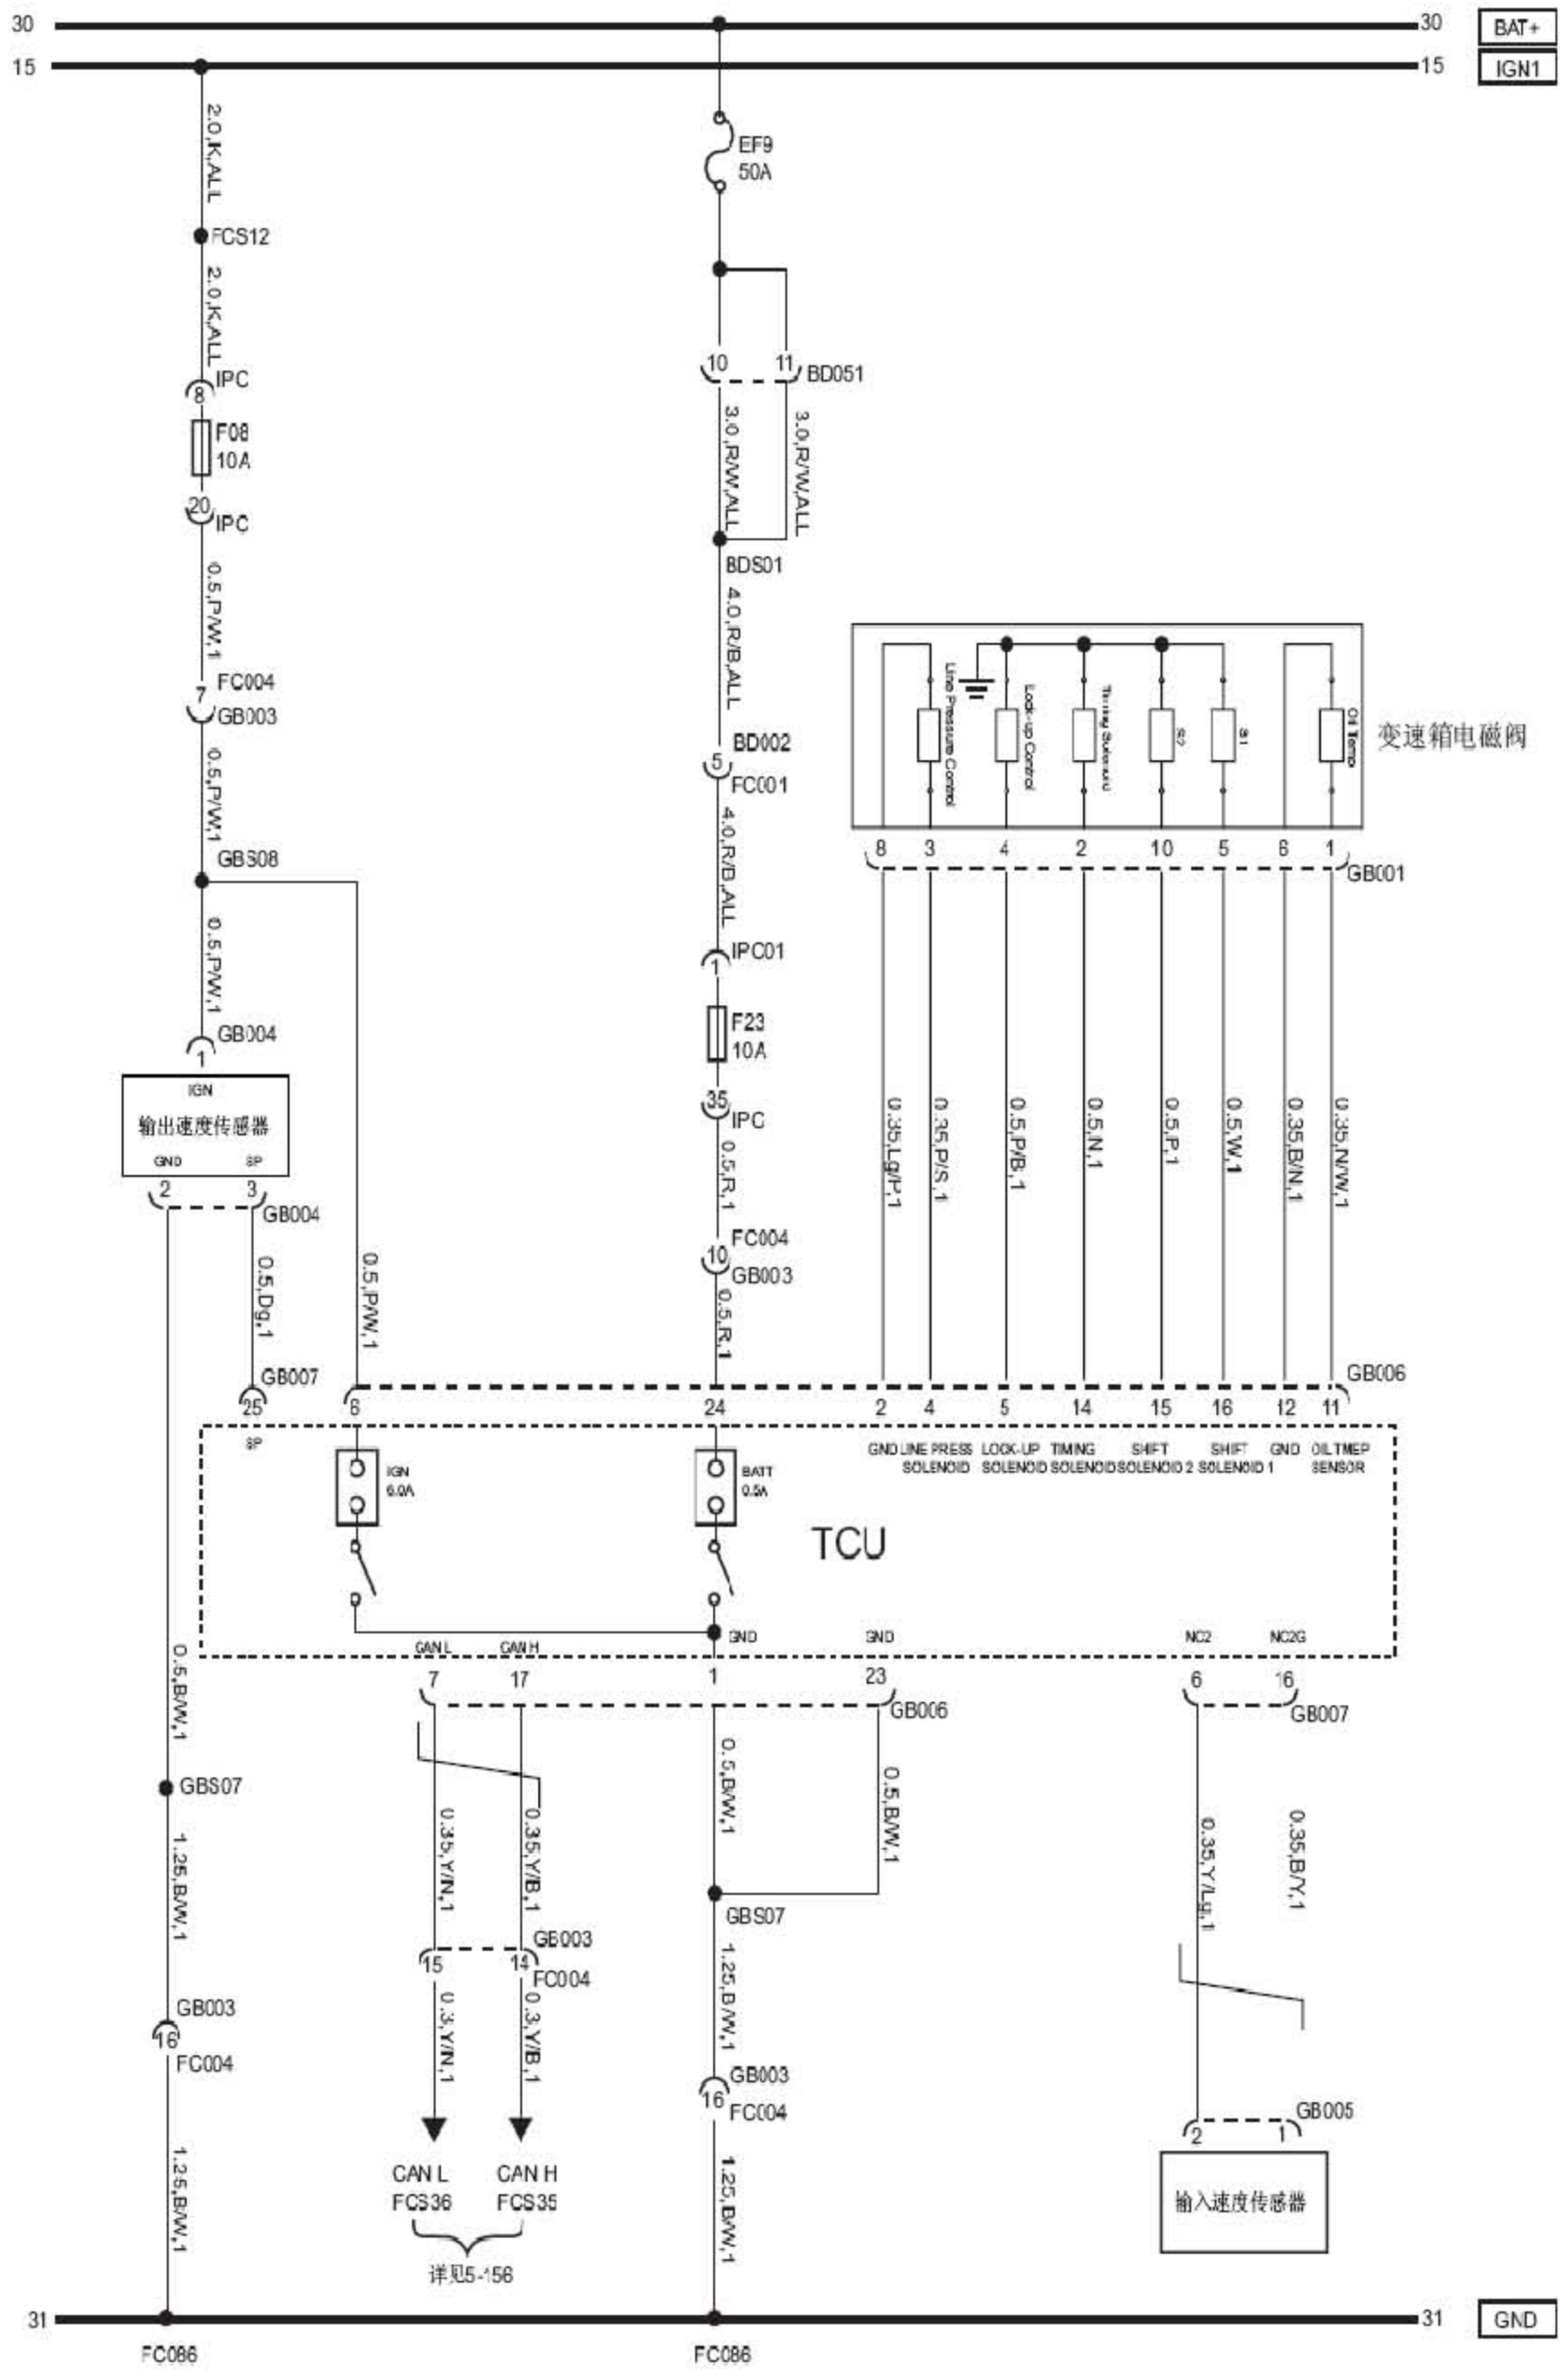 30
30
BAT+
15
15
IGN1
2.0,K,ALL
EF9
50A
FCS12
2.0,K,ALL
IPC
8
F08
10A
20
IPC
10
11
BD051
3.0,R/W,ALL
3.0,R/W,ALL
BDS01
0.5,P/W,1
4.0,R/B,ALL
FC004
7
GB003
BD002
5
FC001
0.5,P/W,1
4.0,R/B,ALL
GBS08
0.5,P/W,1
Line Pressure Control
Lock-up Control
Timing Solenoid
S2
S1
Oil Temp
变速箱电磁阀
8
3
4
2
10
5
6
1
GB001
IPC01
1
F23
10A
35
IPC
GB004
1
IGN
输出速度传感器
GND
SP
2
3
GB004
0.5,R,1
FC004
10
GB003
0.5,R,1
0.35,Lg/P,1
0.35,P/S,1
0.5,P/B,1
0.5,N,1
0.5,P,1
0.5,W,1
0.35,B/N,1
0.35,N/W,1
0.5,Dg,1
0.5,P/W,1
GB007
GB006
25
6
24
2
4
5
14
15
16
12
11
SP
IGN
6.0A
BATT
0.5A
GND
LINE PRESS
SOLENOID
LOCK-UP
SOLENOID
TIMING
SOLENOID
SHIFT
SOLENOID 2
SHIFT
SOLENOID 1
GND
OIL TMEP
SENSOR
TCU
CAN L
CAN H
GND
GND
NC2
NC2G
7
17
1
23
GB006
6
16
GB007
0.5,B/W,1
GBS07
1.25,B/W,1
0.35,Y/N,1
0.35,Y/B,1
0.5,B/W,1
0.5,B/W,1
0.35,Y/Lg,1
0.35,B/Y,1
GBS07
GB003
15
14
FC004
0.3,Y/N,1
0.3,Y/B,1
1.25,B/W,1
GB003
16
FC004
GB003
16
FC004
GB005
2
1
输入速度传感器
CAN L
FCS36
CAN H
FCS35
详见5-156
1.25,B/W,1
1.25,B/W,1
31
31
GND
FC086
FC086